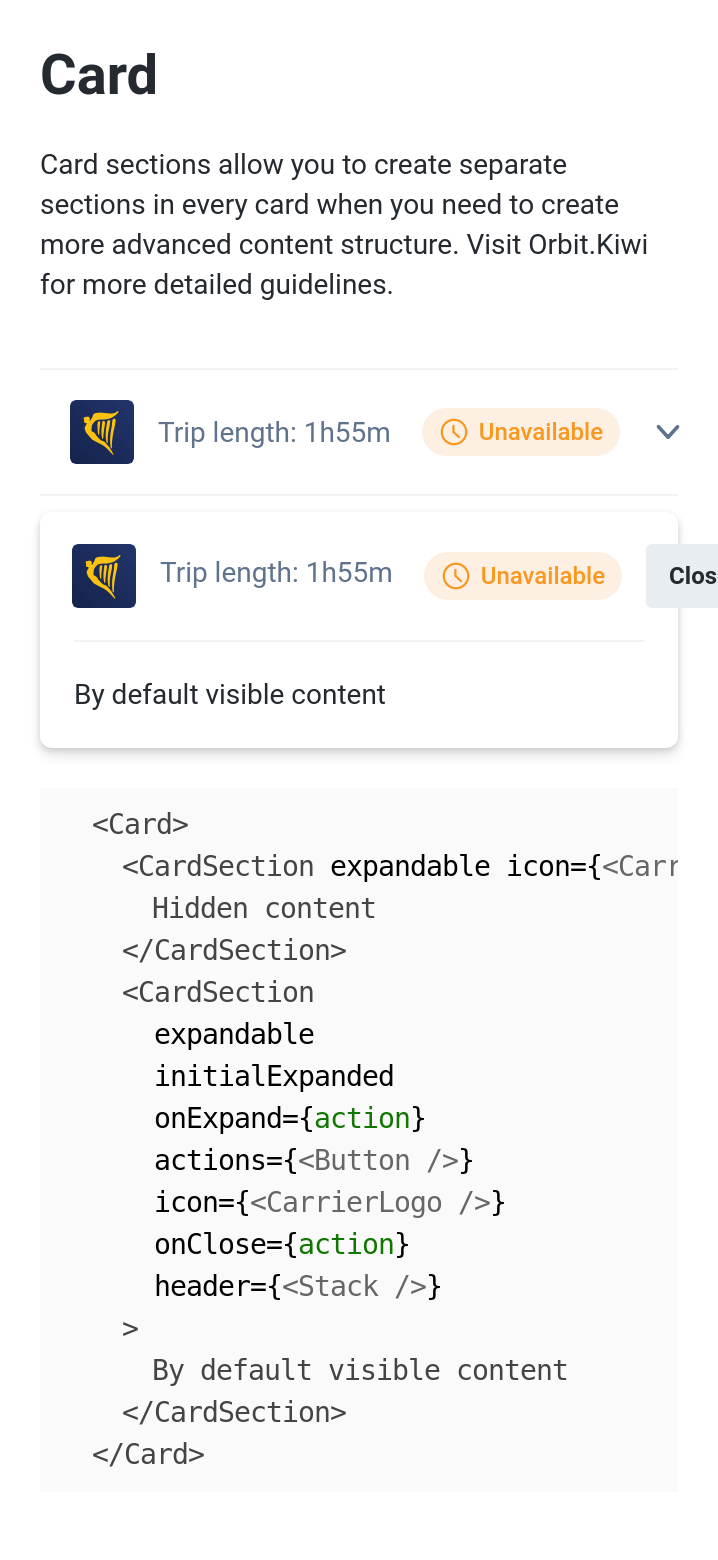 Card
Card sections allow you to create separate
sections in every card when you need to create
more advanced content structure. Visit Orbit.Kiwi
for more detailed guidelines.
Trip length: 1h55m Unavailable
Trip length: 1h55m Unavailable Clos
By default visible content
<Card>
<CardSection expandable icon={<Carr
Hidden content
</CardSection>
<CardSection
expandable
initialExpanded
onExpand={action}
actions={<Button />}
icon={<CarrierLogo />}
onClose={action}
header={<Stack />}
>
By default visible content
</CardSection>
</Card>